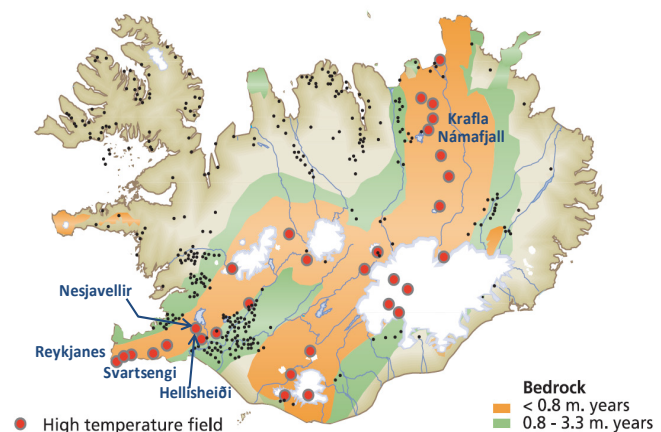 Krafla
Námafjall
Nesjavellir
Reykjanes
Svartsengi
Hellisheiði
Bedrock
< 0.8 m. years
0.8 - 3.3 m. years
High temperature field